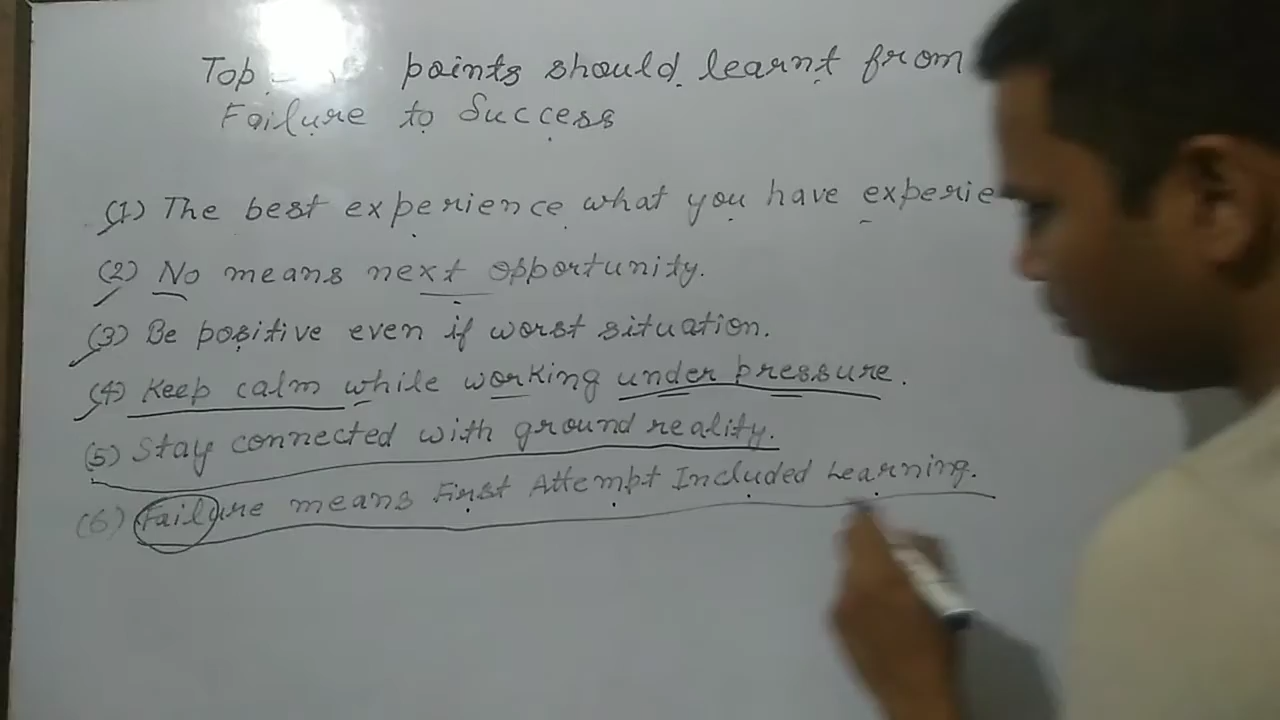 Top points should learnt from
Failure to Success
(1) The best experience what you have experie
(2) No means next opportunity.
(3) Be positive even if worst situation.
(4) Keep calm while working under pressure.
(5) Stay connected with ground reality.
(6) Failure means First Attempt Included Learning.